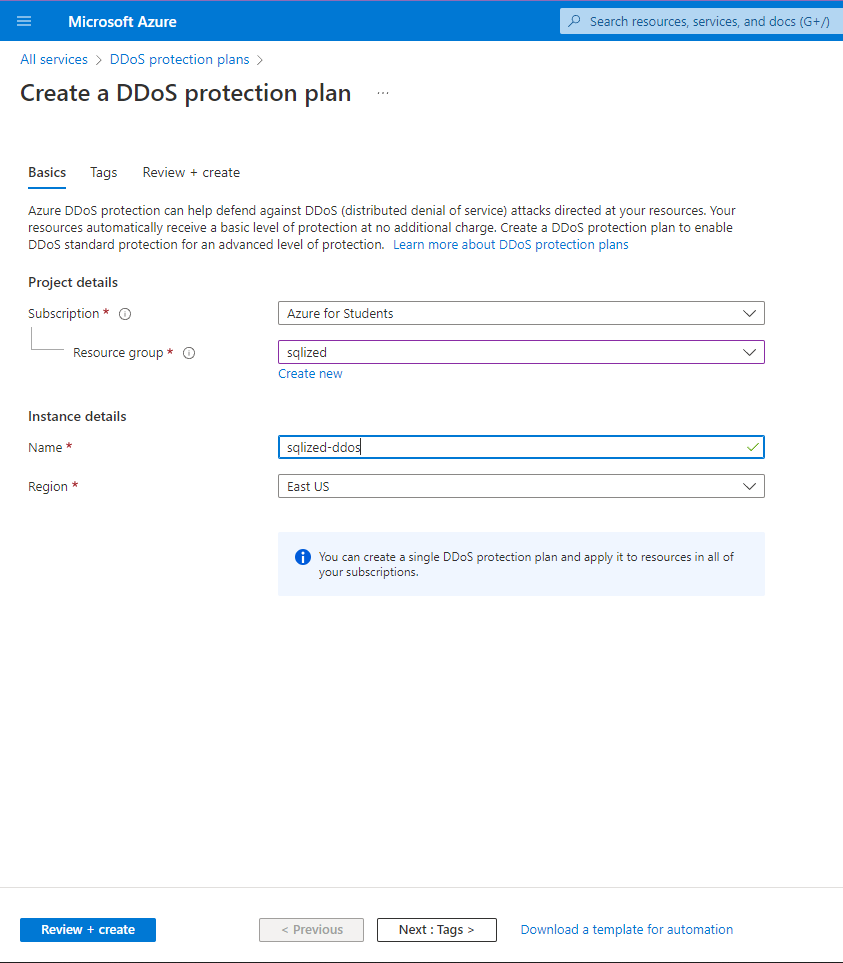 Microsoft Azure
Search resources, services, and docs (G+/)
All services > DDoS protection plans >
Create a DDoS protection plan ...
Basics Tags Review + create
Azure DDoS protection can help defend against DDoS (distributed denial of service) attacks directed at your resources. Your
resources automatically receive a basic level of protection at no additional charge. Create a DDoS protection plan to enable
DDoS standard protection for an advanced level of protection. Learn more about DDoS protection plans
Project details
Subscription *
Azure for Students
Resource group *
sqlized
Create new
Instance details
Name *
sqlized-ddos
Region *
East US
You can create a single DDoS protection plan and apply it to resources in all of
your subscriptions.
Review + create
< Previous
Next : Tags >
Download a template for automation